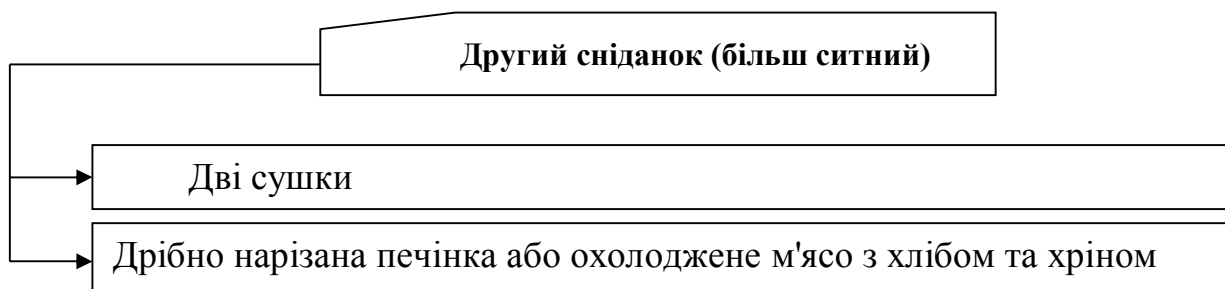 Другий сніданок (більш ситний)
Дві сушки
Дрібно нарізана печінка або охолоджене м'ясо з хлібом та хріном